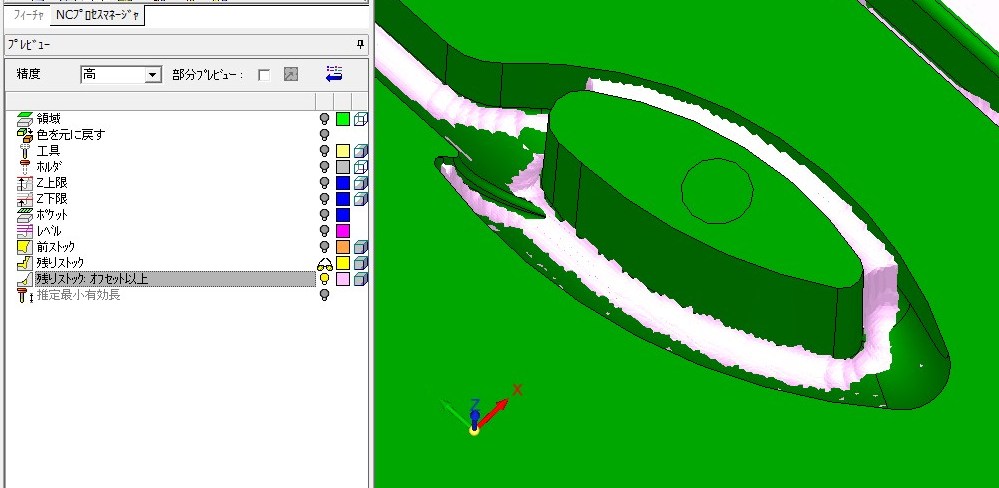 フィーチャ NCプロセスマネージャ
プレビュー
精度 高 部分プレビュー:
領域
色を元に戻す
工具
ホルダ
Z上限
Z下限
ポケット
レベル
前ストック
残りストック
残りストック: オフセット以上
推定最小有効長
X
Z